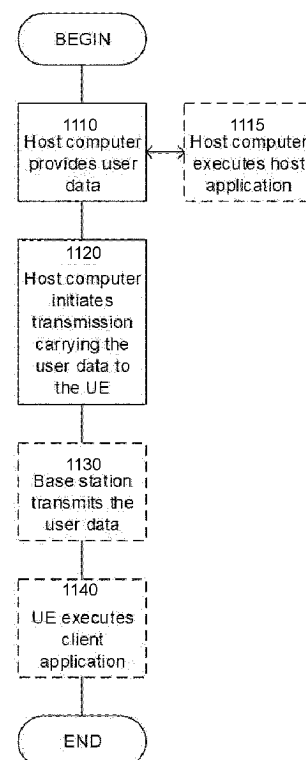 BEGIN
1110
Host computer
provides user
data
1115
Host computer
executes host
application
1120
Host computer
initiates
transmission
carrying the
user data to
the UE
1130
Base station
transmits the
user data
1140
UE executes
client
application
END